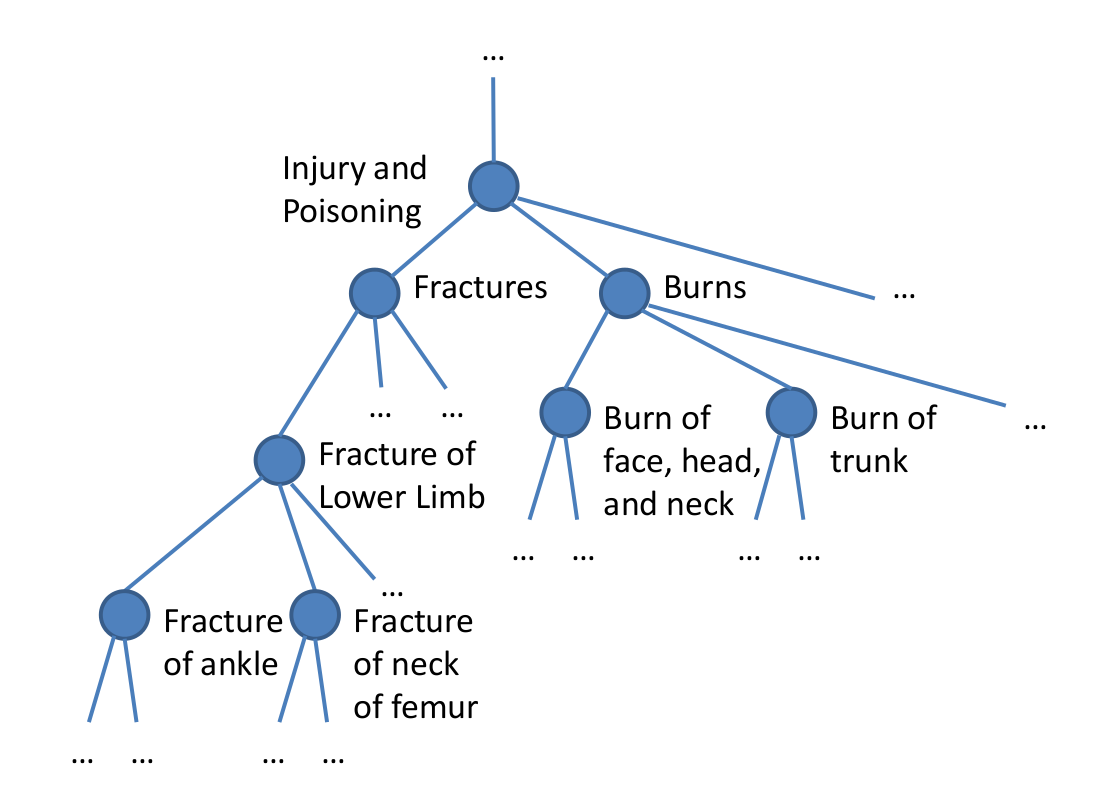 ...
Injury and
Poisoning
Fractures
Burns
...
... ...
Burn of
face, head,
and neck
Burn of
trunk
...
Fracture of
Lower Limb
... ...
... ...
...
Fracture
of ankle
Fracture
of neck
of femur
... ...
... ...